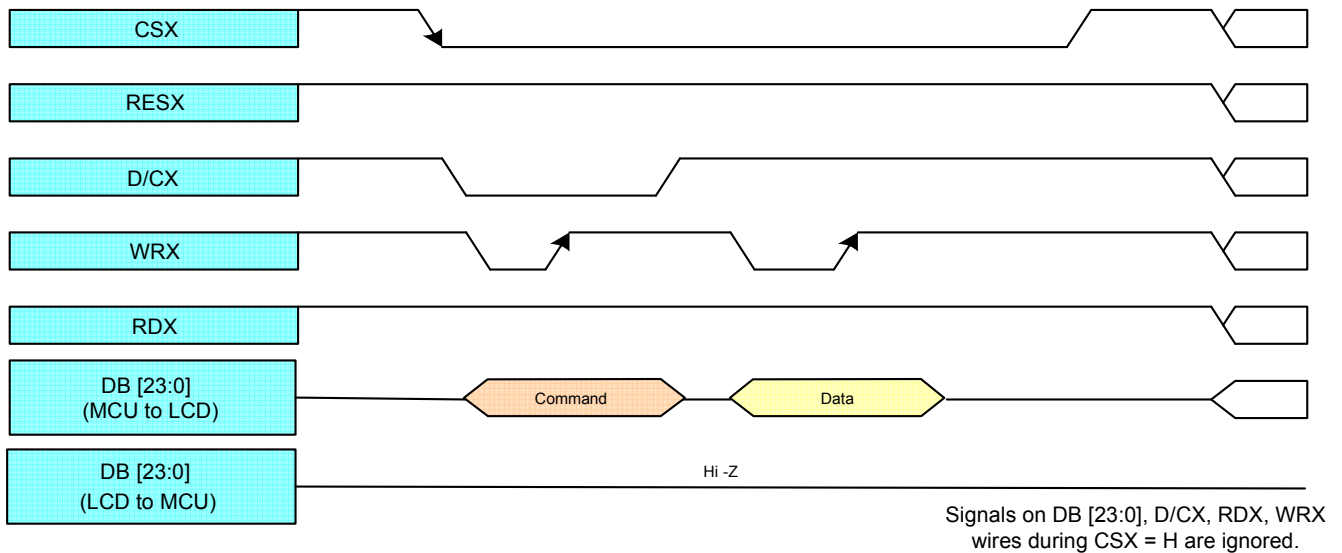 CSX
RESX
D/CX
WRX
RDX
DB [23:0]
(MCU to LCD)
Command
Data
DB [23:0]
(LCD to MCU)
Hi -Z
Signals on DB [23:0], D/CX, RDX, WRX
wires during CSX = H are ignored.